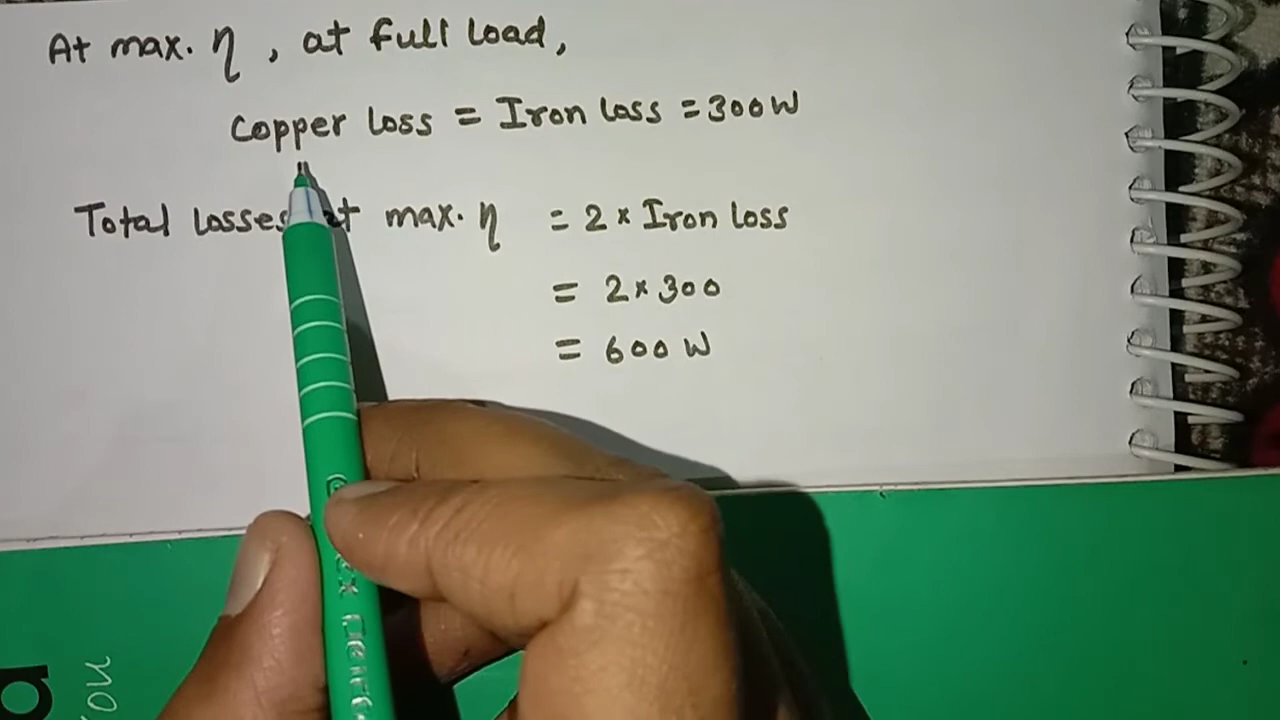 At max. η, at full load,
Copper loss = Iron loss = 300W
Total losses at max. η = 2 × Iron loss
= 2 × 300
= 600 W